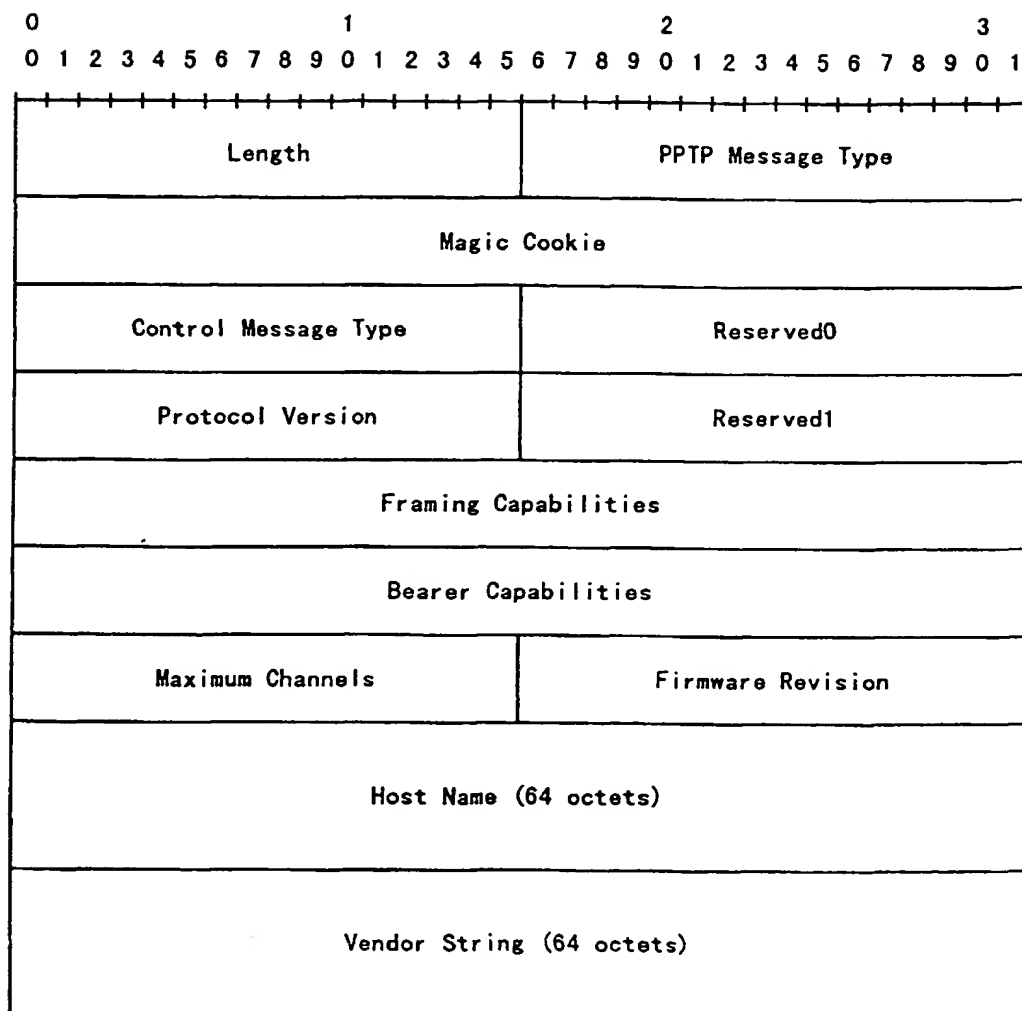 0 1 2 3
0 1 2 3 4 5 6 7 8 9 0 1 2 3 4 5 6 7 8 9 0 1 2 3 4 5 6 7 8 9 0 1
Length PPTP Message Type
Magic Cookie
Control Message Type Reserved0
Protocol Version Reserved1
Framing Capabilities
Bearer Capabilities
Maximum Channels Firmware Revision
Host Name (64 octets)
Vendor String (64 octets)